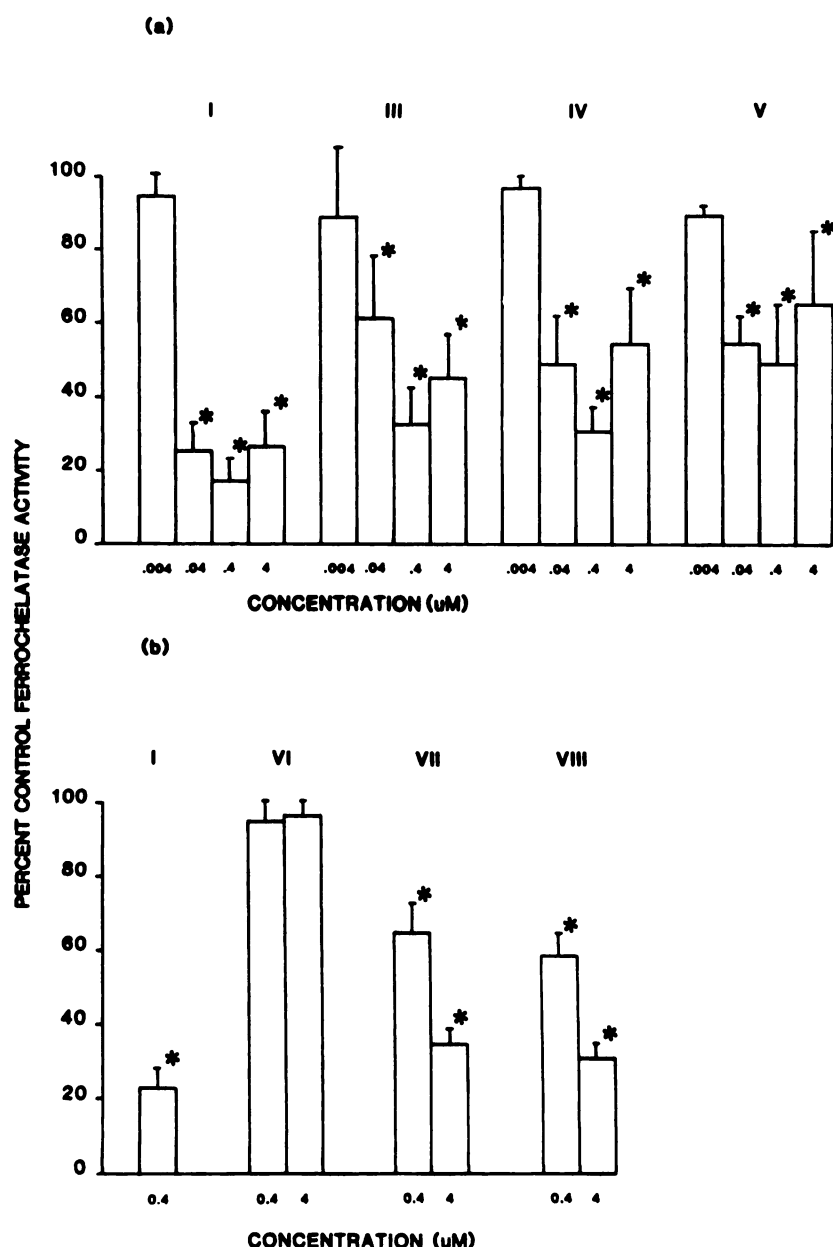 (a)
I III IV V
100
80
60
40
20
0
* * * * * * * * * * * *
.004 .04 .4 4 .004 .04 .4 4 .004 .04 .4 4 .004 .04 .4 4
CONCENTRATION (uM)
PERCENT CONTROL FERROCHELATASE ACTIVITY
(b)
I VI VII VIII
100
80
60
40
20
0
* * * * *
0.4 0.4 4 0.4 4 0.4 4
CONCENTRATION (uM)